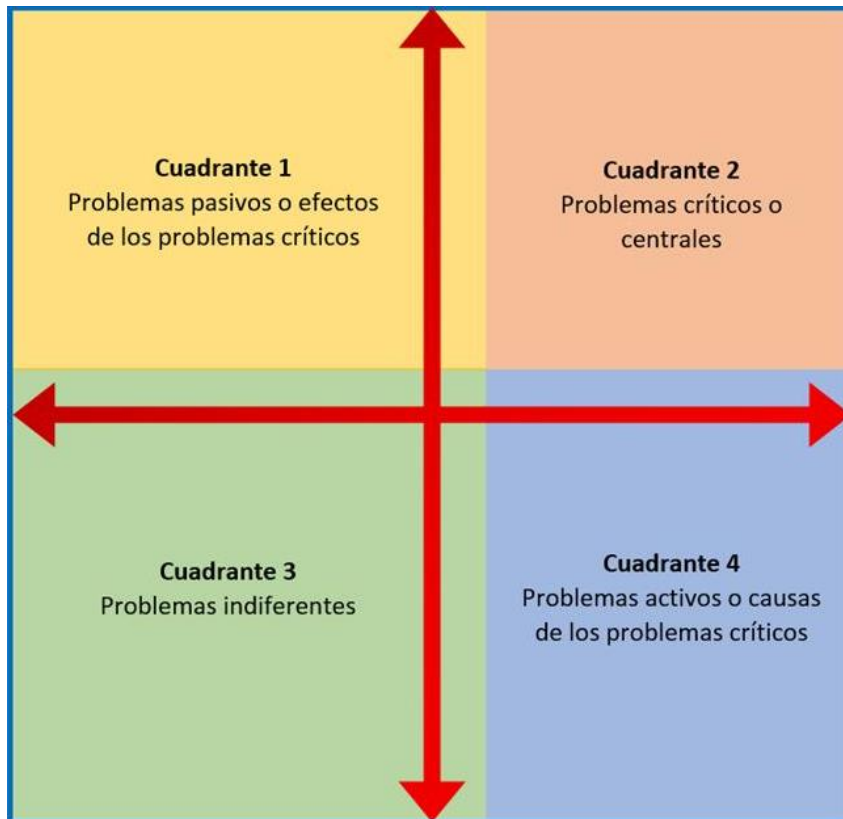 Cuadrante 1
Problemas pasivos o efectos
de los problemas críticos
Cuadrante 2
Problemas críticos o
centrales
Cuadrante 3
Problemas indiferentes
Cuadrante 4
Problemas activos o causas
de los problemas críticos